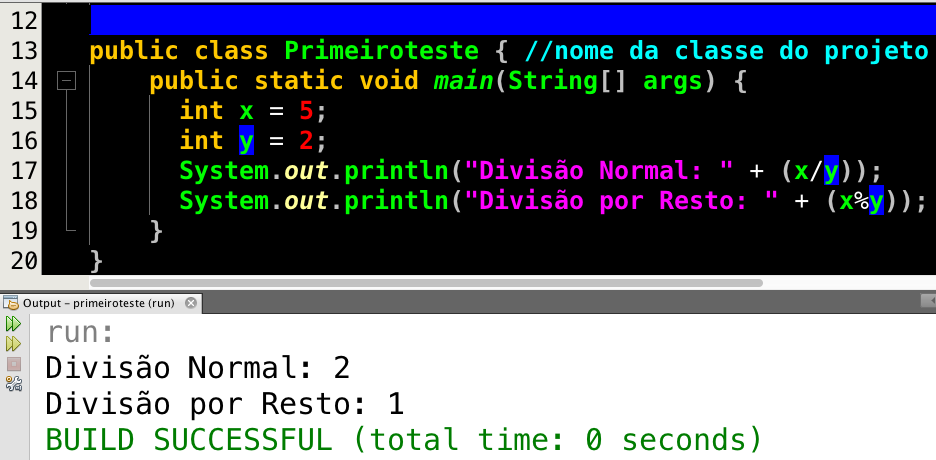 12
13 public class Primeiroteste { //nome da classe do projeto
14 public static void main(String[] args) {
15 int x = 5;
16 int y = 2;
17 System.out.println("Divisão Normal: " + (x/y));
18 System.out.println("Divisão por Resto: " + (x%y));
19 }
20 }
Output – primeiroteste (run)
run:
Divisão Normal: 2
Divisão por Resto: 1
BUILD SUCCESSFUL (total time: 0 seconds)